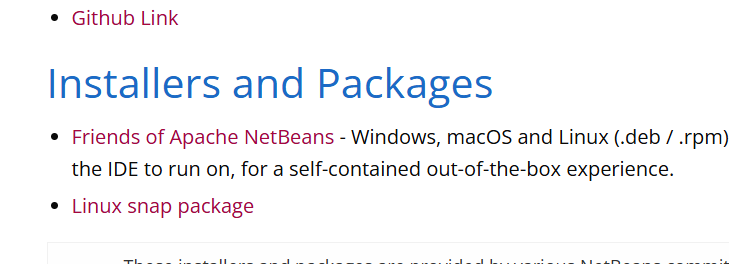 Github Link
Installers and Packages
Friends of Apache NetBeans - Windows, macOS and Linux (.deb / .rpm)
the IDE to run on, for a self-contained out-of-the-box experience.
Linux snap package
These installers and packages are provided by various NetBeans commit